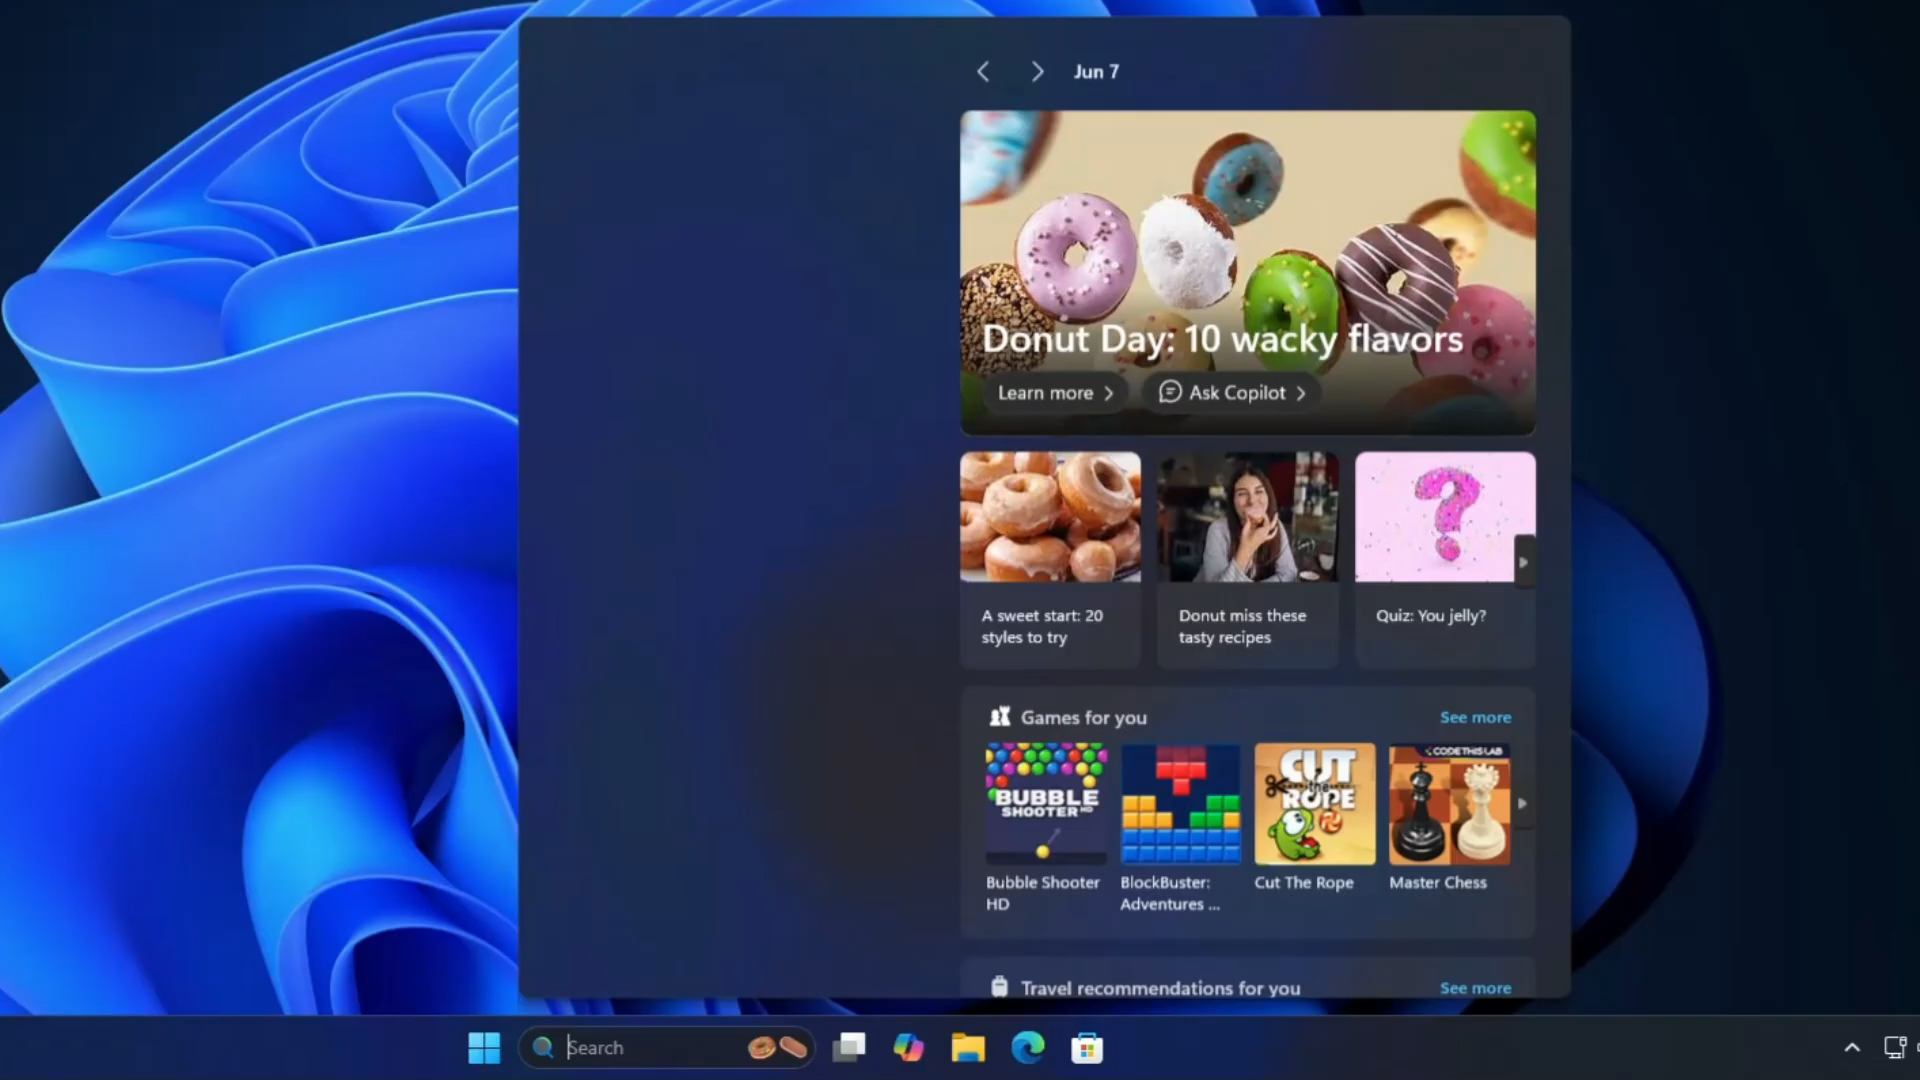 Jun 7
Donut Day: 10 wacky flavors
Learn more
Ask Copilot
A sweet start: 20
styles to try
Donut miss these
tasty recipes
Quiz: You jelly?
Games for you
See more
BUBBLE
SHOOTER HD
CUT
the
ROPE
CODETHISLAB
Bubble Shooter
HD
BlockBuster:
Adventures ...
Cut The Rope
Master Chess
Travel recommendations for you
See more
Search